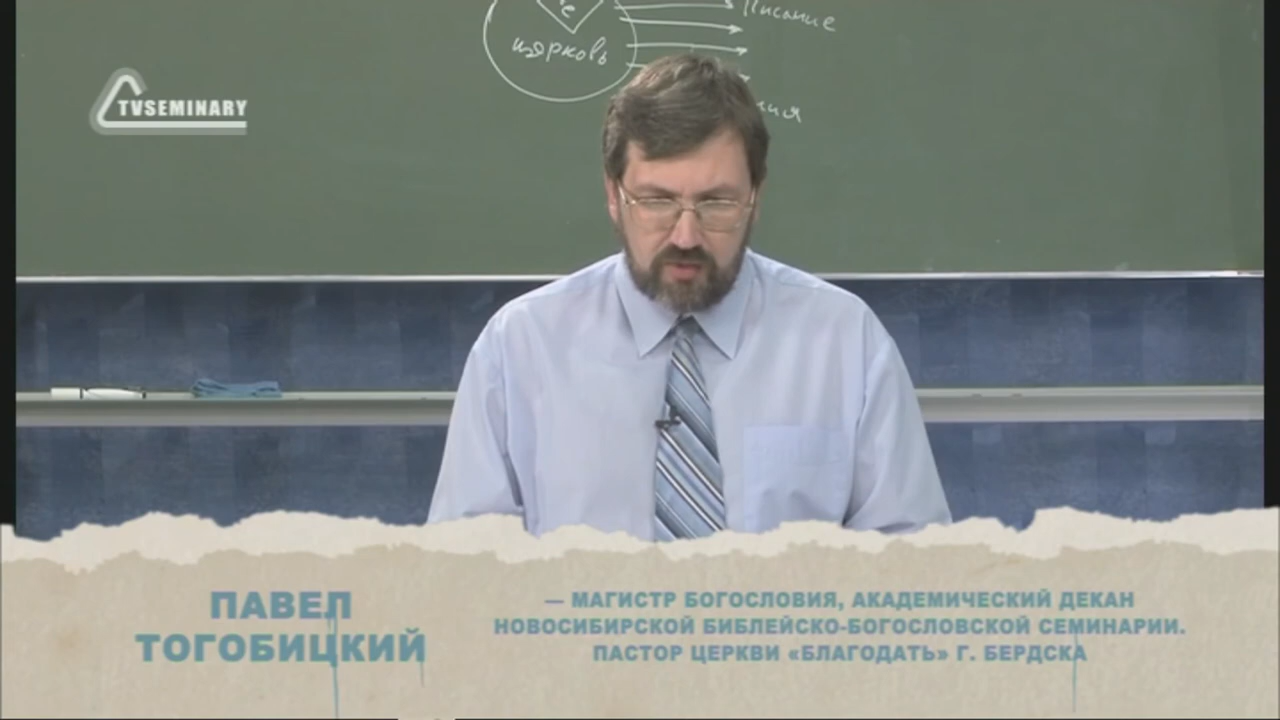 Писание
церковь
TVSEMINARY
ПАВЕЛ
ТОГОБИЦКИЙ
— МАГИСТР БОГОСЛОВИЯ, АКАДЕМИЧЕСКИЙ ДЕКАН
НОВОСИБИРСКОЙ БИБЛЕЙСКО-БОГОСЛОВСКОЙ СЕМИНАРИИ.
ПАСТОР ЦЕРКВИ «БЛАГОДАТЬ» Г. БЕРДСКА